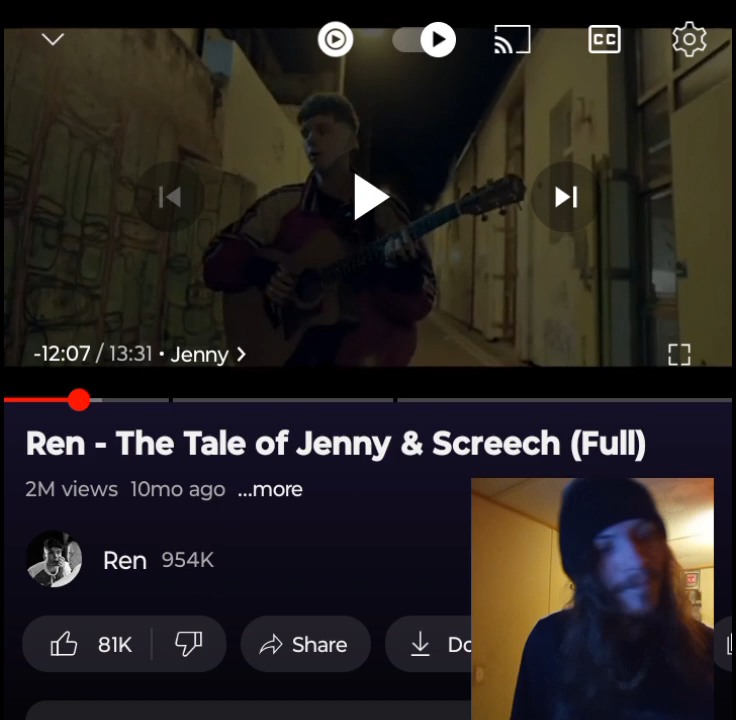 CC
-12:07 / 13:31 • Jenny >
Ren - The Tale of Jenny & Screech (Full)
2M views 10mo ago ...more
Ren 954K
81K Share Do